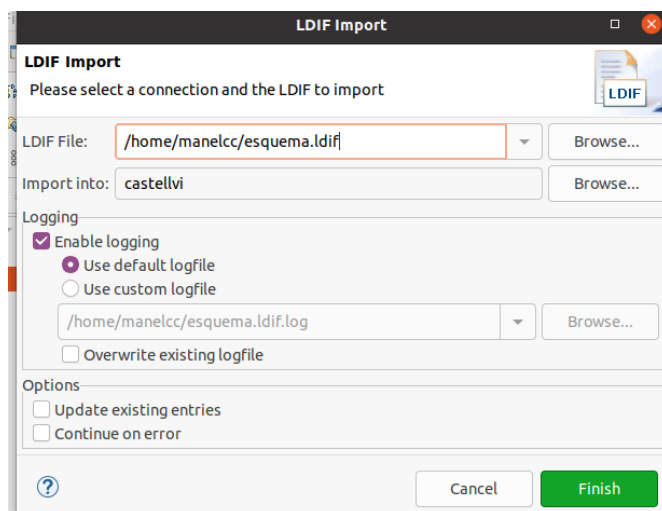 LDIF Import
LDIF Import
Please select a connection and the LDIF to import
LDIF
LDIF File: /home/manelcc/esquema.ldif Browse...
Import into: castellvi Browse...
Logging
Enable logging
Use default logfile
Use custom logfile
/home/manelcc/esquema.ldif.log Browse...
Overwrite existing logfile
Options
Update existing entries
Continue on error
? Cancel Finish